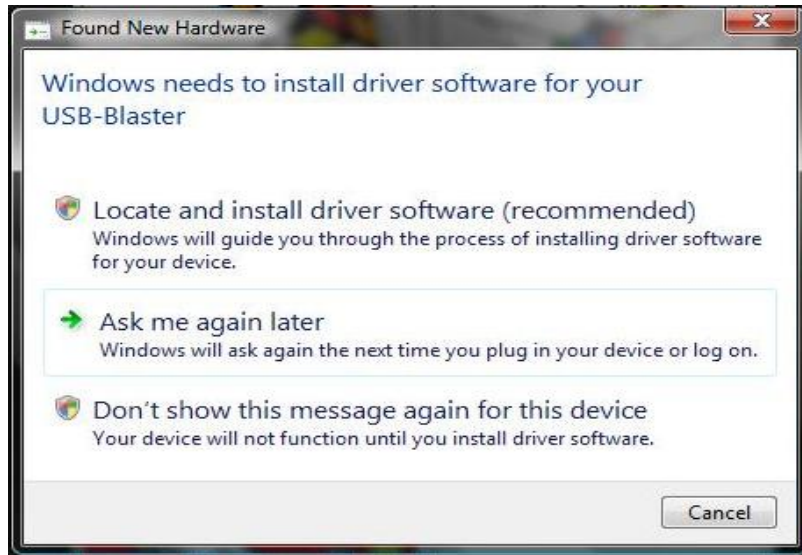 Found New Hardware
Windows needs to install driver software for your
USB-Blaster
Locate and install driver software (recommended)
Windows will guide you through the process of installing driver software
for your device.
Ask me again later
Windows will ask again the next time you plug in your device or log on.
Don't show this message again for this device
Your device will not function until you install driver software.
Cancel